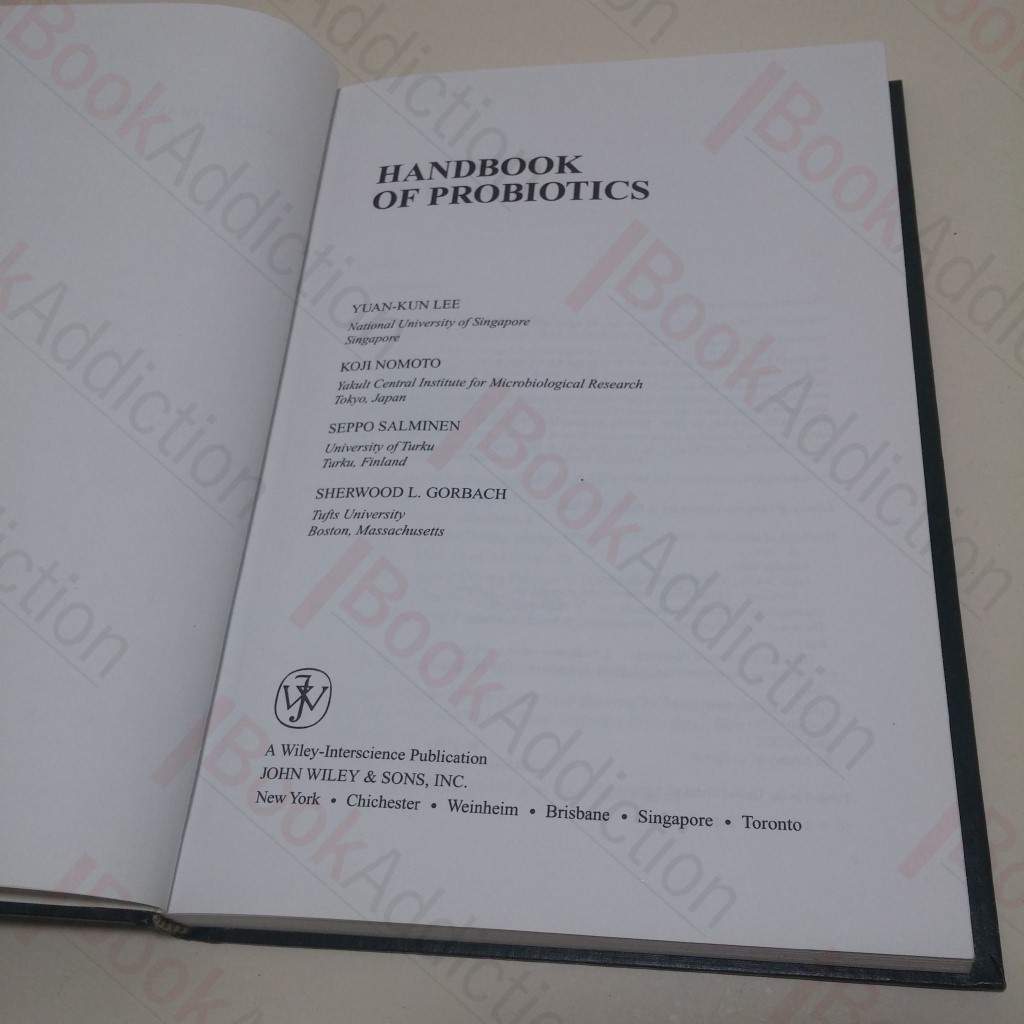 HANDBOOK
OF PROBIOTICS
YUAN-KUN LEE
National University of Singapore
Singapore
KOJI NOMOTO
Yakult Central Institute for Microbiological Research
Tokyo, Japan
SEPPO SALMINEN
University of Turku
Turku, Finland
SHERWOOD L. GORBACH
Tufts University
Boston, Massachusetts
A Wiley-Interscience Publication
JOHN WILEY & SONS, INC.
New York • Chichester • Weinheim • Brisbane • Singapore • Toronto
BookAddiction